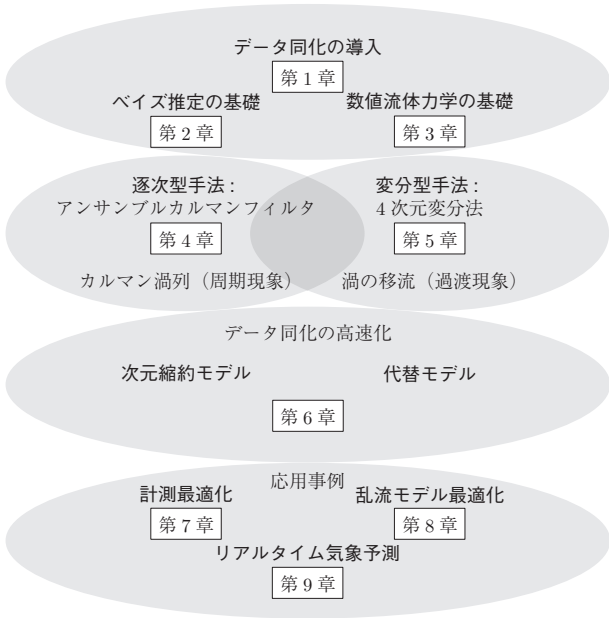 データ同化の導入
第 1 章
ベイズ推定の基礎
数値流体力学の基礎
第 2 章
第 3 章
逐次型手法：
アンサンブルカルマンフィルタ
第 4 章
カルマン渦列（周期現象）
変分型手法：
4 次元変分法
第 5 章
渦の移流（過渡現象）
データ同化の高速化
次元縮約モデル
代替モデル
第 6 章
応用事例
計測最適化
第 7 章
乱流モデル最適化
第 8 章
リアルタイム気象予測
第 9 章